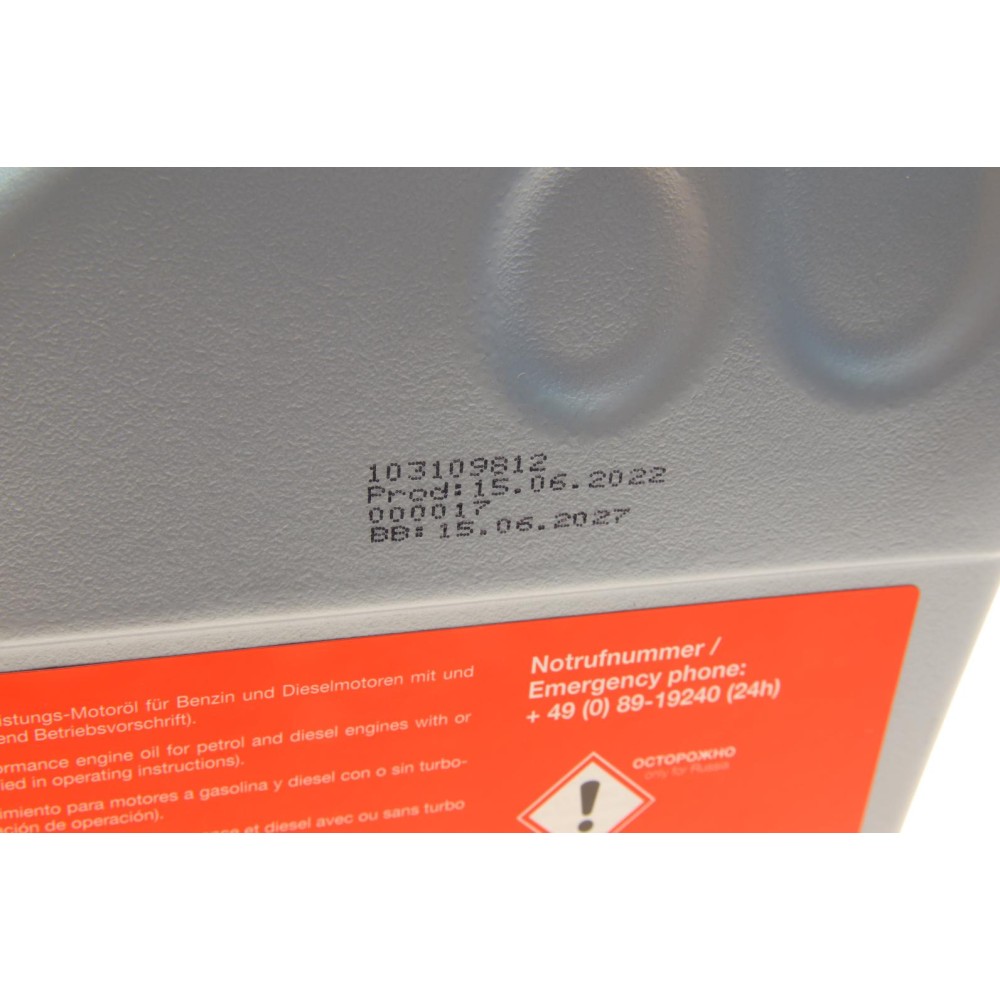 103109812
Prod:15.06.2022
000017
BB:15.06.2027
Notrufnummer /
Emergency phone:
+ 49 (0) 89-19240 (24h)
ОСТОРОЖНО
only for Russia
istungs-Motoröl für Benzin und Dieselmotoren mit und
end Betriebsvorschrift).
ormance engine oil for petrol and diesel engines with or
fied in operating instructions).
imiento para motores a gasolina y diesel con o sin turbo-
ación de operación).
et diesel avec ou sans turbo